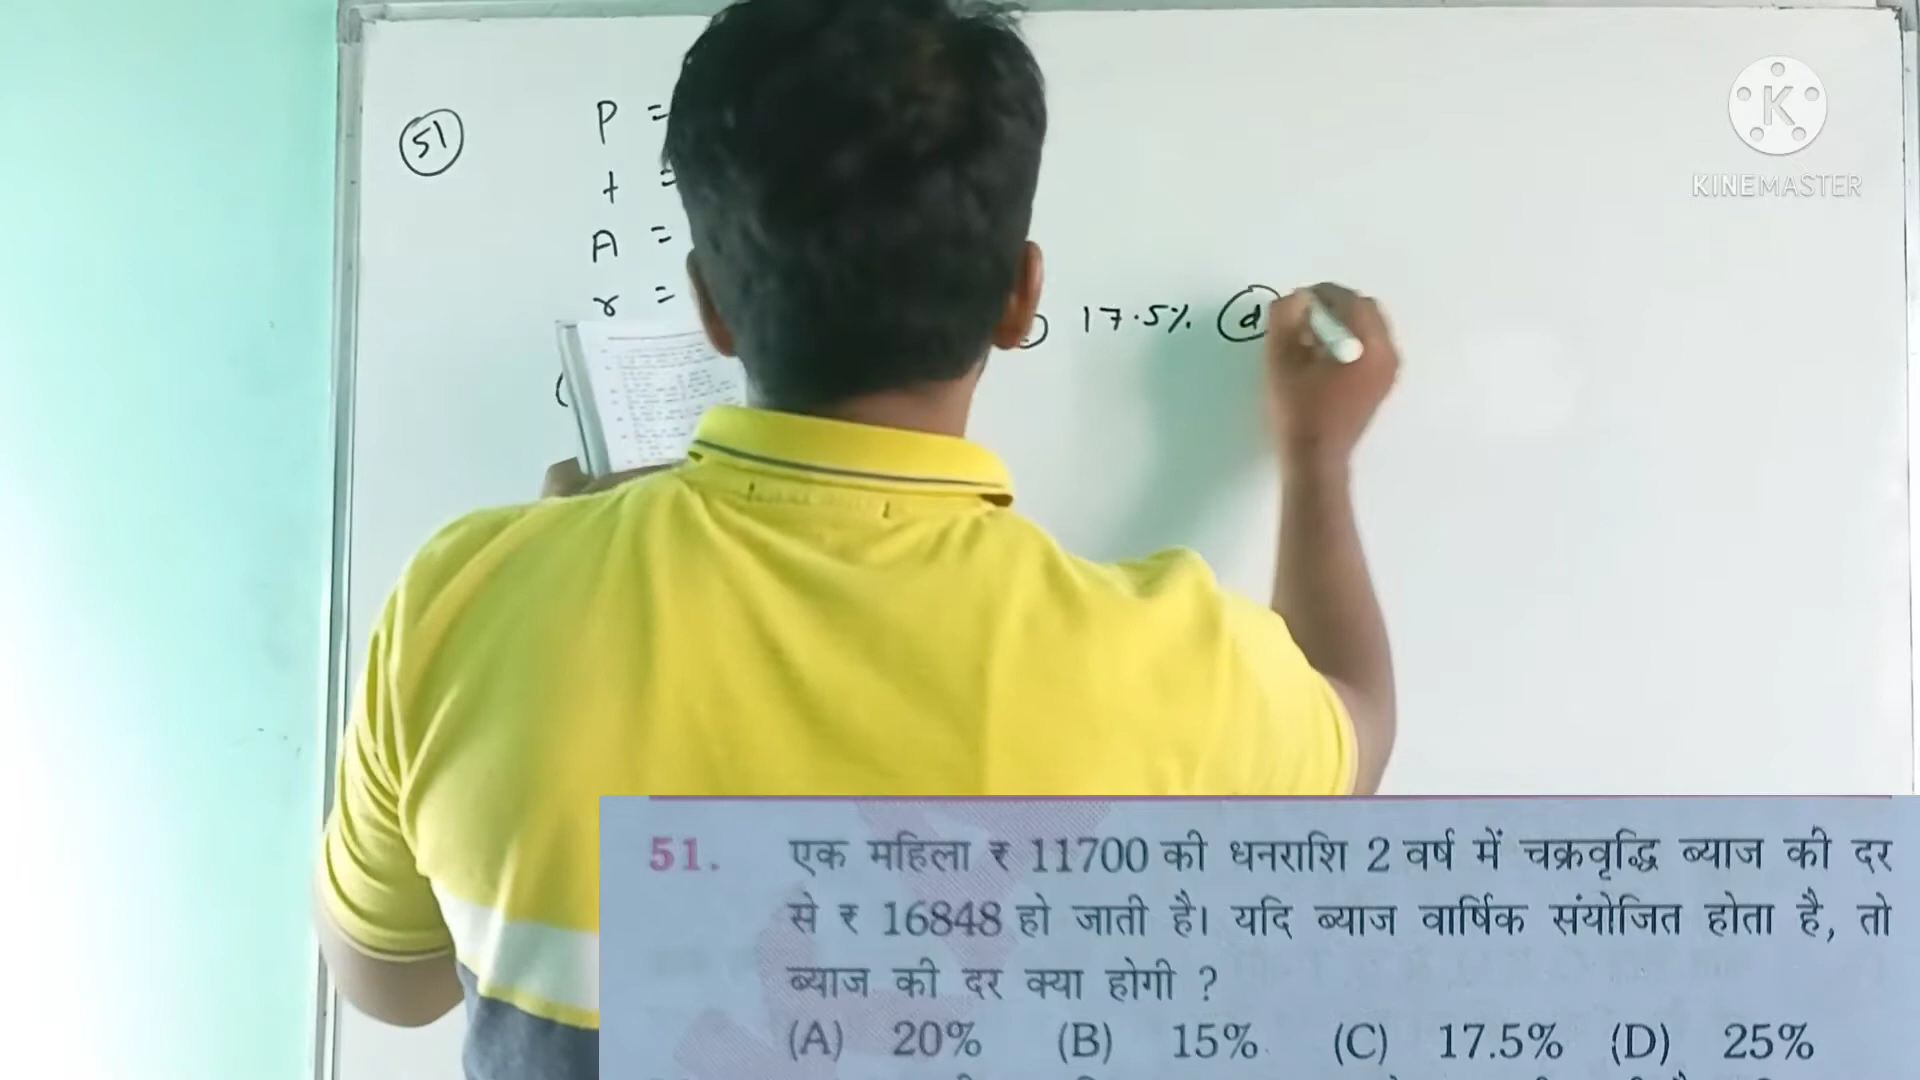 51
P =
t =
A =
r =
17.5% d
KINEMASTER
51. एक महिला ₹ 11700 की धनराशि 2 वर्ष में चक्रवृद्धि ब्याज की दर
से ₹ 16848 हो जाती है। यदि ब्याज वार्षिक संयोजित होता है, तो
ब्याज की दर क्या होगी ?
(A) 20% (B) 15% (C) 17.5% (D) 25%